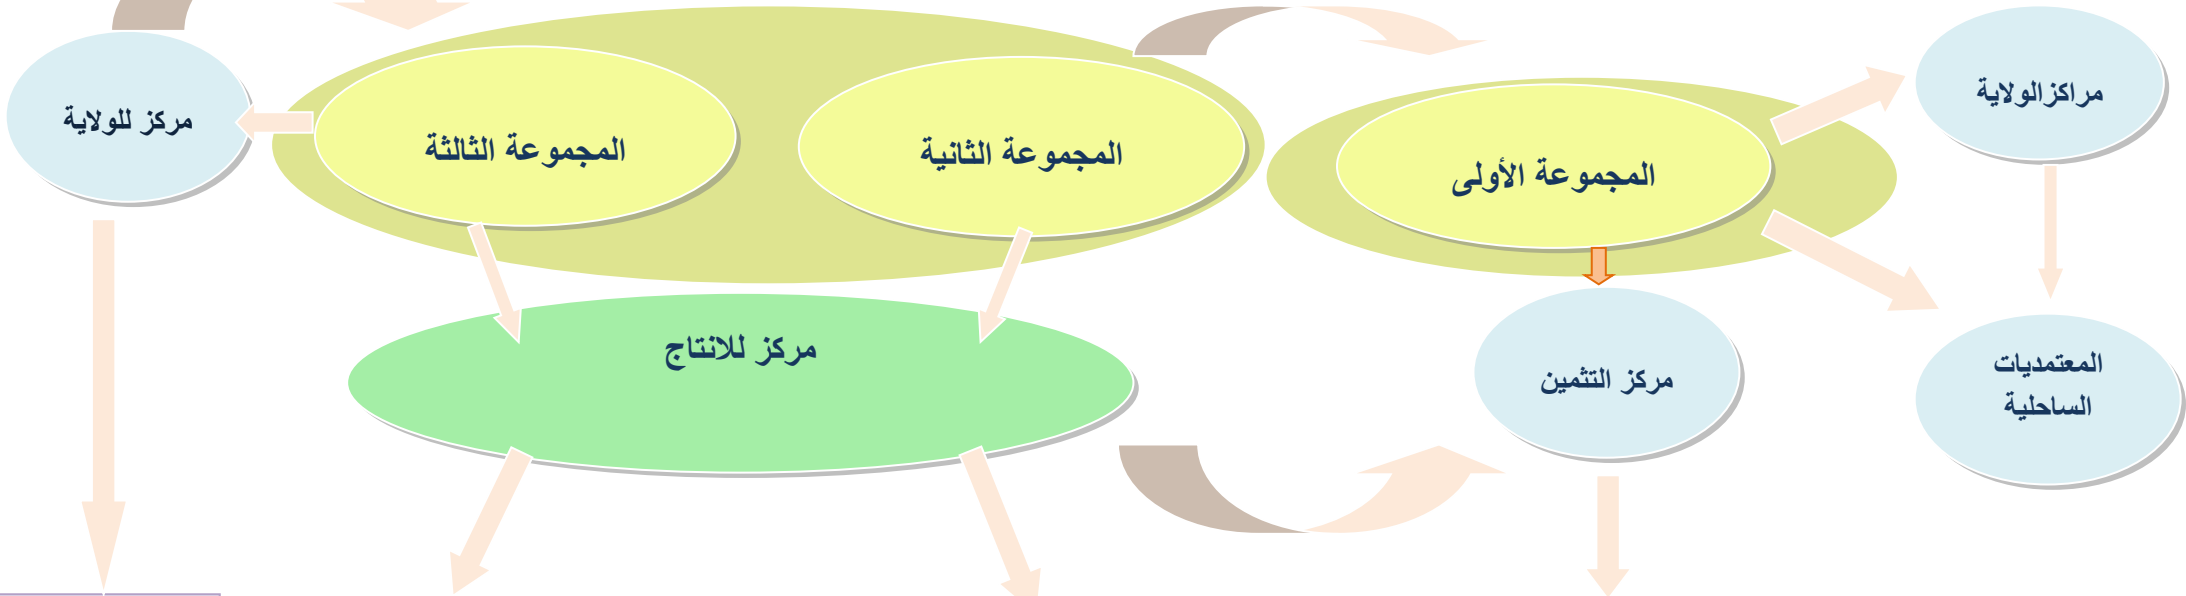 مراكزالولاية
المجموعة الأولى
المجموعة الثانية
المجموعة الثالثة
مركز للولاية
المعتمديات
الساحلية
مركز التثمين
مركز للانتاج